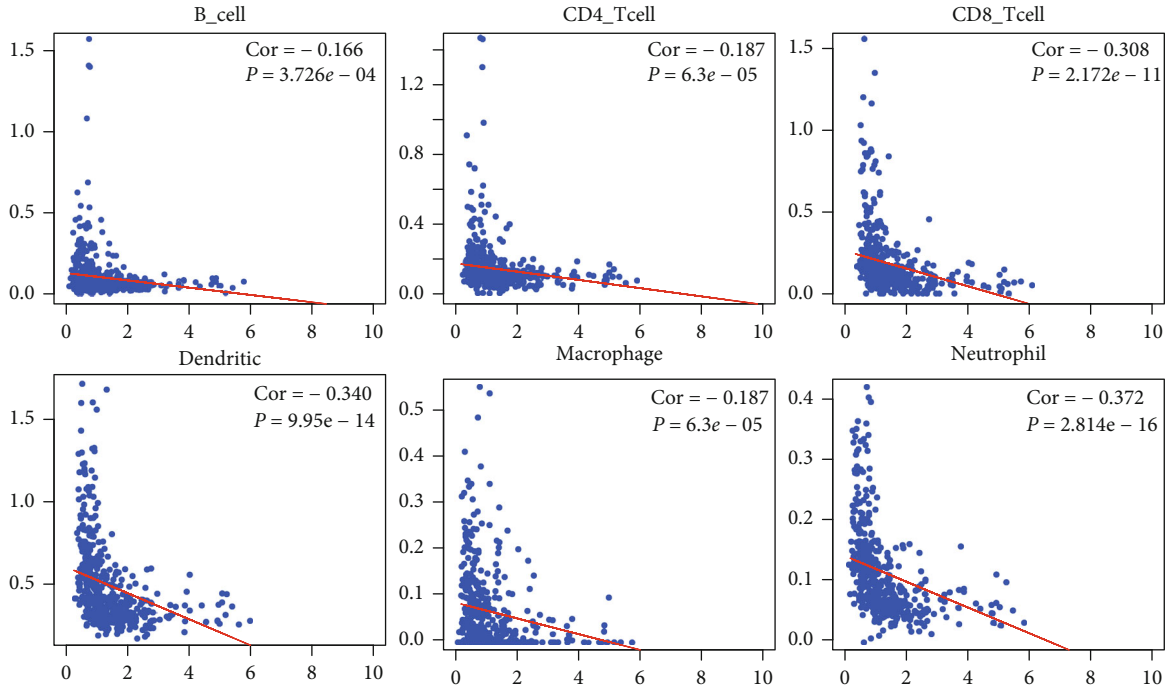 B_cell
Cor = – 0.166
P = 3.726e – 04
1.5
1.0
0.5
0.0
0 2 4 6 8 10
CD4_Tcell
Cor = – 0.187
P = 6.3e – 05
1.2
0.8
0.4
0.0
0 2 4 6 8 10
CD8_Tcell
Cor = – 0.308
P = 2.172e – 11
1.5
1.0
0.5
0.0
0 2 4 6 8 10
Dendritic
Cor = – 0.340
P = 9.95e – 14
1.5
1.0
0.5
0 2 4 6 8 10
Macrophage
Cor = – 0.187
P = 6.3e – 05
0.5
0.4
0.3
0.2
0.1
0.0
0 2 4 6 8 10
Neutrophil
Cor = – 0.372
P = 2.814e – 16
0.4
0.3
0.2
0.1
0.0
0 2 4 6 8 10